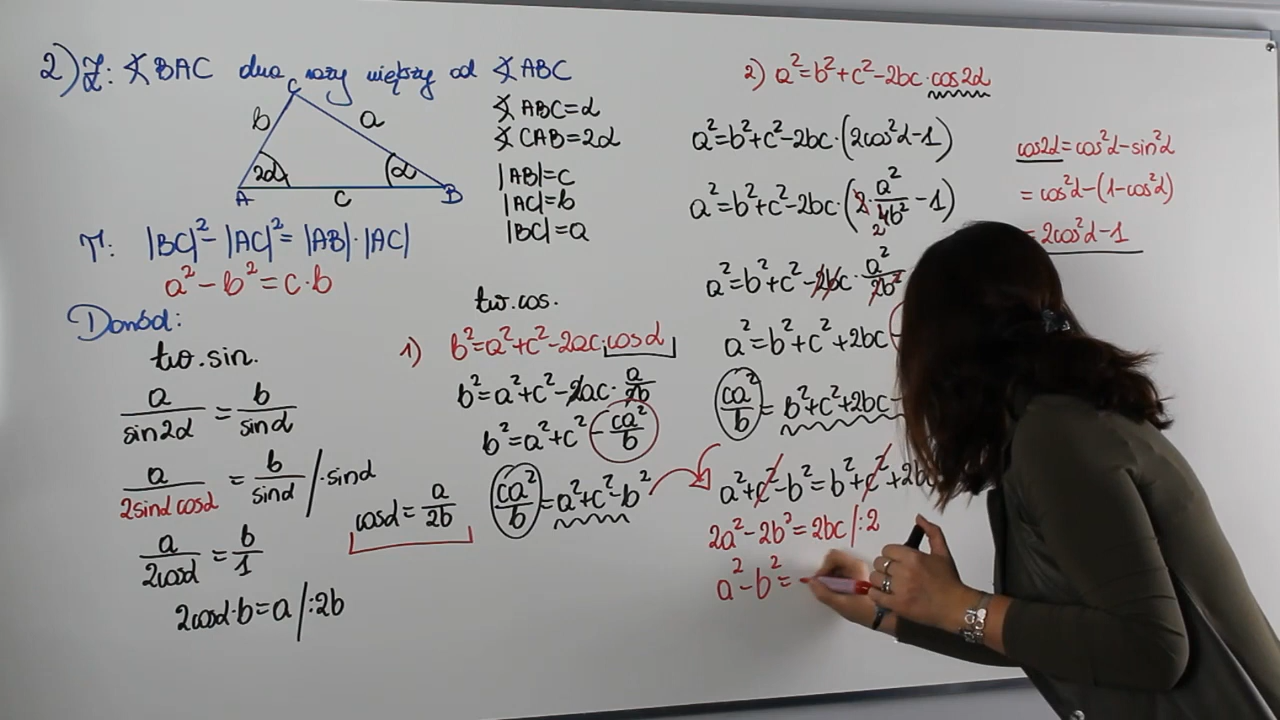 2) Z: ∢BAC dwa razy większy od ∢ABC
C
b
a
2α
α
A
c
B
∢ABC=α
∢CAB=2α
|AB|=c
|AC|=b
|BC|=a
T: |BC|²-|AC|²=|AB|·|AC|
a²-b²=c·b
Dowód:
tw.sin.
a/sin2α = b/sinα
a/2sinαcosα = b/sinα /·sinα
a/2cosα = b/1
2cosα·b=a /:2b
cosα = a/2b
tw.cos.
1) b²=a²+c²-2ac·cosα
b²=a²+c²-2ac·a/2b
b²=a²+c²-ca²/b
ca²/b=a²+c²-b²
2) a²=b²+c²-2bc·cos2α
a²=b²+c²-2bc·(2cos²α-1)
a²=b²+c²-2bc·(2·a²/4b²-1)
2
a²=b²+c²-2bc·a²/2b²
a²=b²+c²+2bc
ca²/b=b²+c²+2bc-
a²+c²-b²=b²+c²+2b
2a²-2b²=2bc /:2
a²-b²=
cos2α=cos²α-sin²α
=cos²α-(1-cos²α)
=2cos²α-1